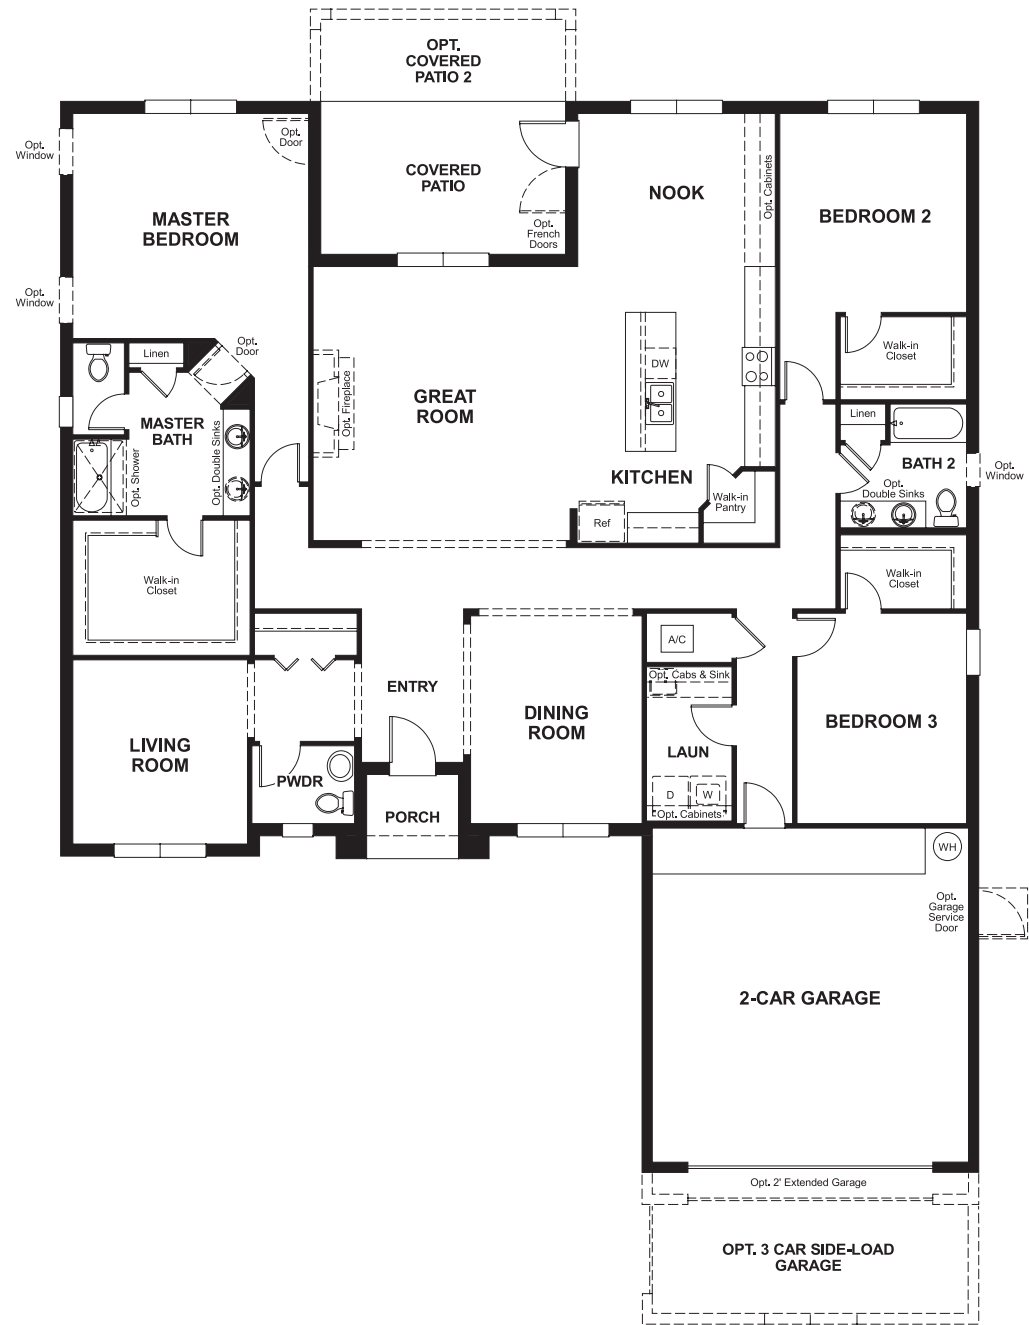 OPT.
COVERED
PATIO 2
Opt.
Window
Opt.
Door
COVERED
PATIO
Opt.
French
Doors
NOOK
Opt. Cabinets
MASTER
BEDROOM
BEDROOM 2
Opt.
Window
Opt.
Door
Linen
Walk-in
Closet
DW
GREAT
ROOM
Opt. Fireplace
MASTER
BATH
Opt. Shower
Opt. Double Sinks
Linen
BATH 2
Opt.
Window
Opt.
Double Sinks
KITCHEN
Walk-in
Pantry
Ref
Walk-in
Closet
Walk-in
Closet
A/C
Opt. Cabs & Sink
ENTRY
DINING
ROOM
BEDROOM 3
LIVING
ROOM
LAUN
PWDR
D
W
Opt. Cabinets
PORCH
WH
Opt.
Garage
Service
Door
2-CAR GARAGE
Opt. 2' Extended Garage
OPT. 3 CAR SIDE-LOAD
GARAGE